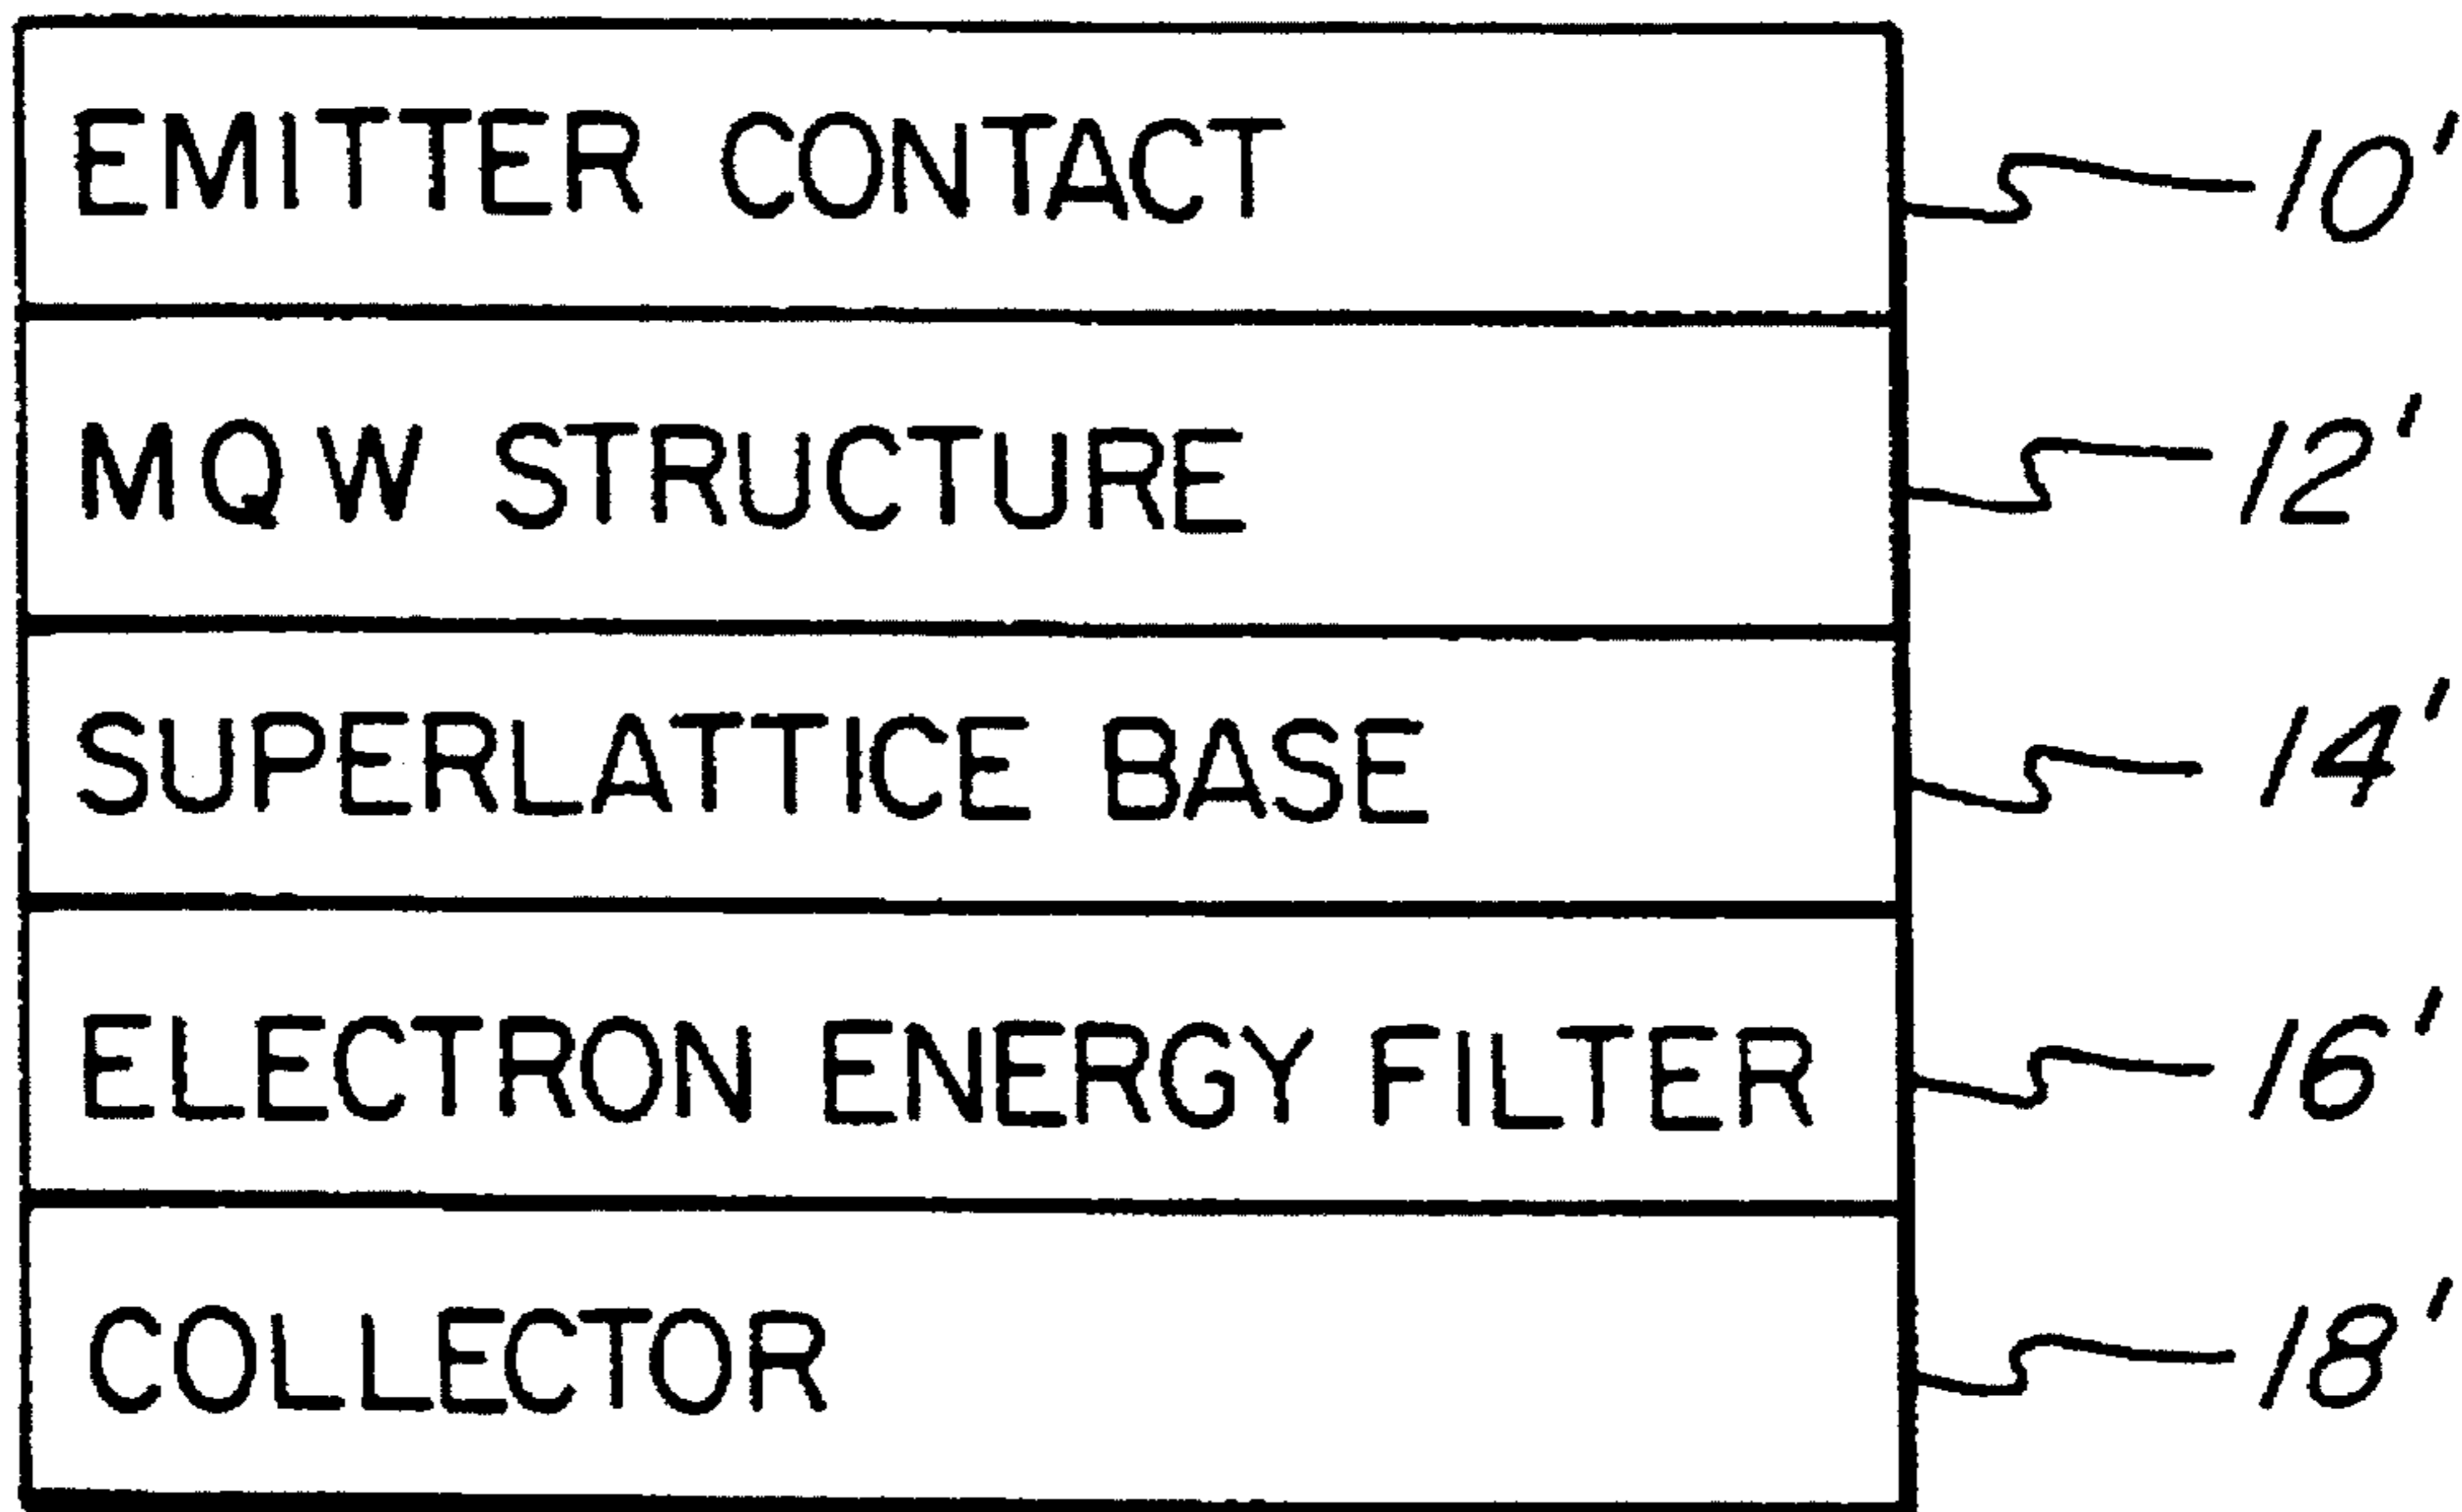 EMITTER CONTACT 10'
MQW STRUCTURE 12'
SUPERLATTICE BASE 14'
ELECTRON ENERGY FILTER 16'
COLLECTOR 18'